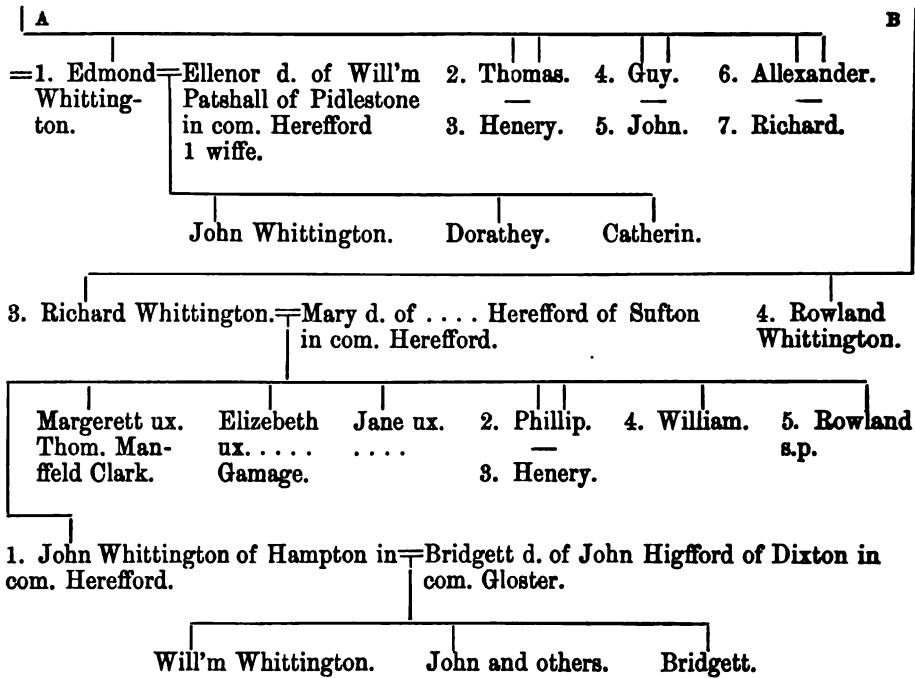 A B
=1. Edmond=Ellenor d. of Will'm 2. Thomas. 4. Guy. 6. Allexander.
Whitting- Patshall of Pidlestone — — —
ton. in com. Herefford 3. Henery. 5. John. 7. Richard.
1 wiffe.
John Whittington. Dorathey. Catherin.
3. Richard Whittington.=Mary d. of .... Herefford of Sufton 4. Rowland
in com. Herefford. Whittington.
Margerett ux. Elizebeth Jane ux. 2. Phillip. 4. William. 5. Rowland
Thom. Man- ux..... .... — s.p.
ffeld Clark. Gamage. 3. Henery.
1. John Whittington of Hampton in=Bridgett d. of John Higfford of Dixton in
com. Herefford. com. Gloster.
Will'm Whittington. John and others. Bridgett.